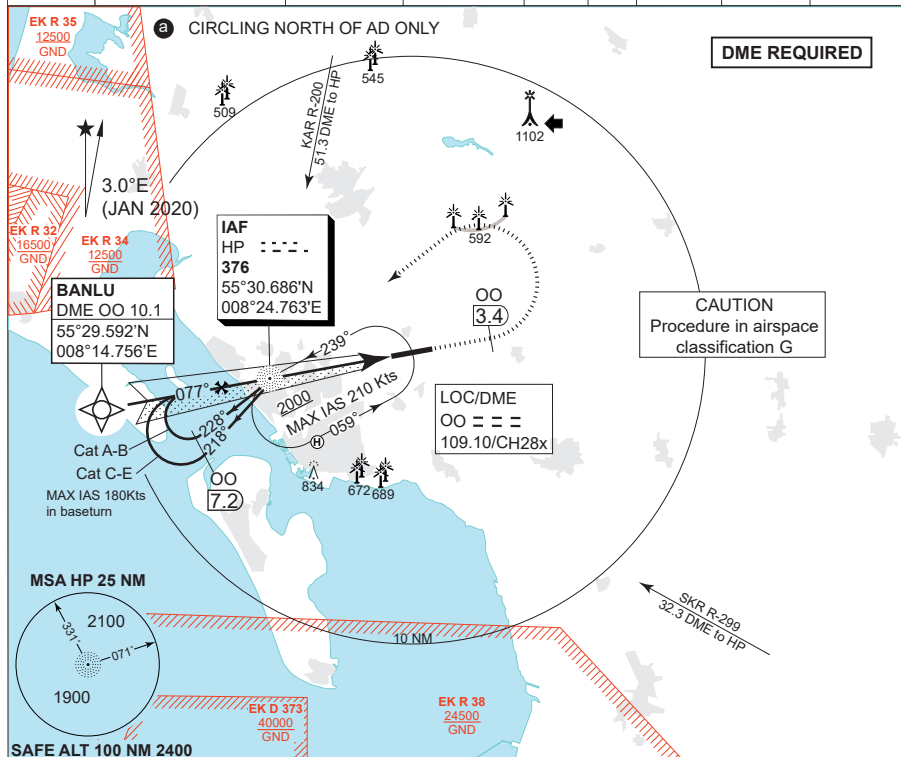 EK R 35
12500
GND
a CIRCLING NORTH OF AD ONLY
DME REQUIRED
545
509
KAR R-200
51.3 DME to HP
1102
3.0°E
(JAN 2020)
EK R 32
16500
GND
EK R 34
12500
GND
IAF
HP
376
55°30.686'N
008°24.763'E
592
BANLU
DME OO 10.1
55°29.592'N
008°14.756'E
OO
3.4
CAUTION
Procedure in airspace
classification G
239°
077°
2000
MAX IAS 210 Kts
059°
228°
218°
LOC/DME
OO
109.10/CH28x
Cat A-B
Cat C-E
MAX IAS 180Kts
in baseturn
H
OO
7.2
834
672
689
MSA HP 25 NM
2100
331°
071°
1900
SAFE ALT 100 NM 2400
SKR R-299
32.3 DME to HP
10 NM
EK D 373
40000
GND
EK R 38
24500
GND